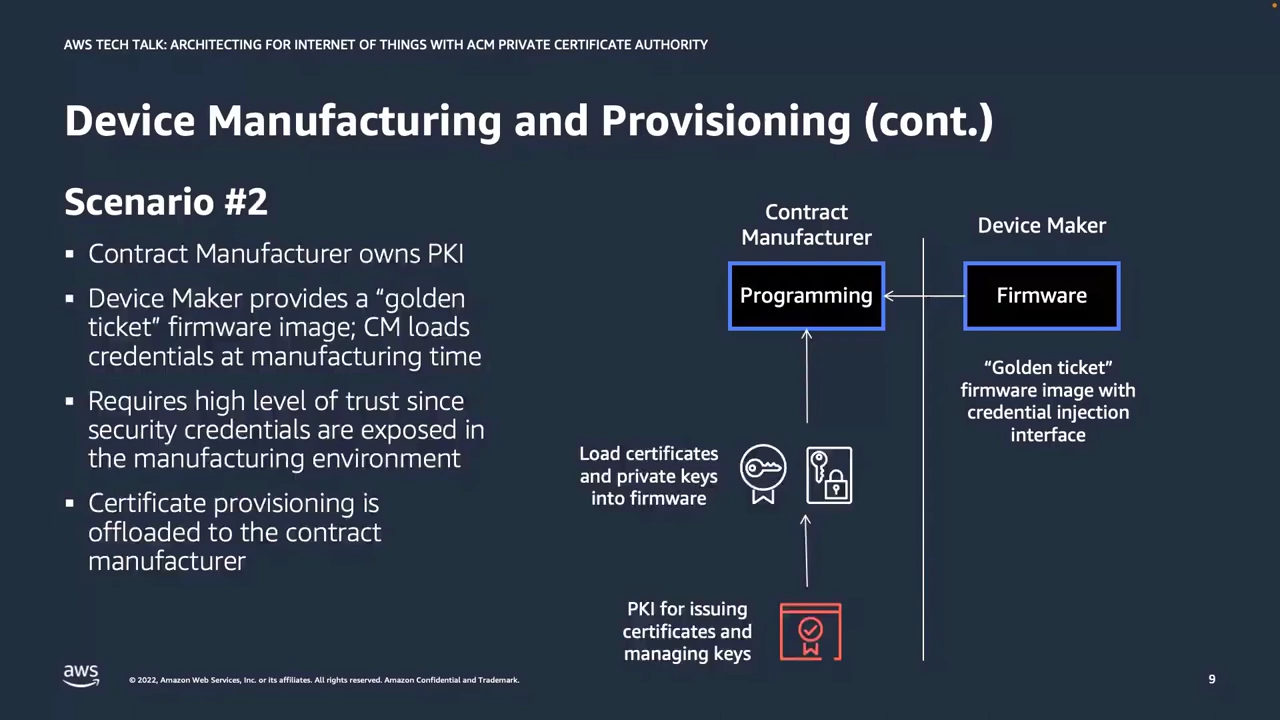 AWS TECH TALK: ARCHITECTING FOR INTERNET OF THINGS WITH ACM PRIVATE CERTIFICATE AUTHORITY
Device Manufacturing and Provisioning (cont.)
Scenario #2
▪ Contract Manufacturer owns PKI
▪ Device Maker provides a “golden
ticket” firmware image; CM loads
credentials at manufacturing time
▪ Requires high level of trust since
security credentials are exposed in
the manufacturing environment
▪ Certificate provisioning is
offloaded to the contract
manufacturer
Contract
Manufacturer
Programming
Device Maker
Firmware
“Golden ticket”
firmware image with
credential injection
interface
Load certificates
and private keys
into firmware
PKI for issuing
certificates and
managing keys
aws
© 2022, Amazon Web Services, Inc. or its affiliates. All rights reserved. Amazon Confidential and Trademark.
9